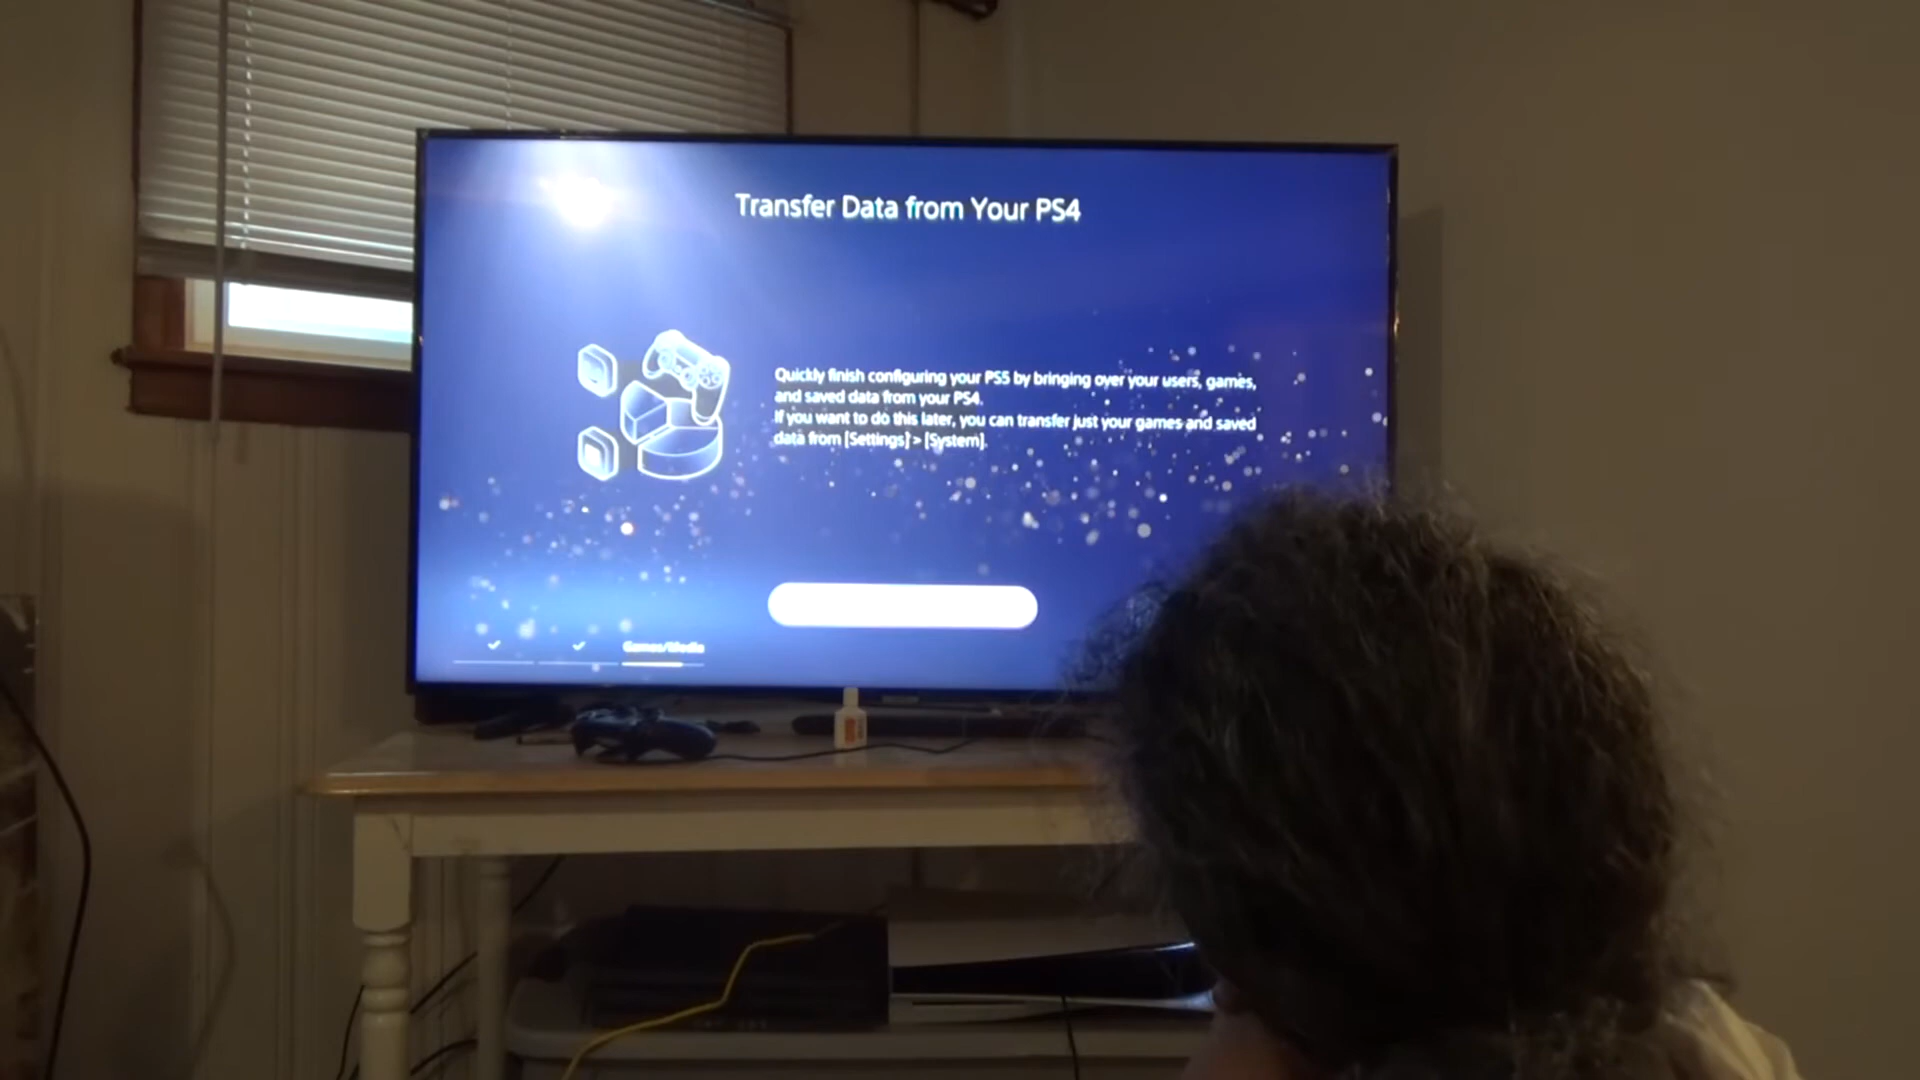 Transfer Data from Your PS4
Quickly finish configuring your PS5 by bringing over your users, games,
and saved data from your PS4.
If you want to do this later, you can transfer just your games and saved
data from [Settings] > [System].
Games/Media